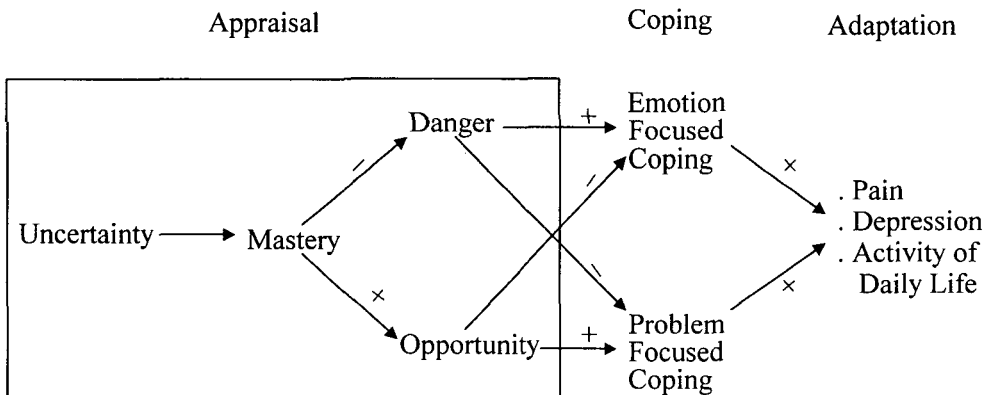 Appraisal
Coping
Adaptation
Danger
+
Emotion
Focused
Coping
–
–
×
Uncertainty
Mastery
. Pain
. Depression
. Activity of
Daily Life
×
–
×
Opportunity
+
Problem
Focused
Coping